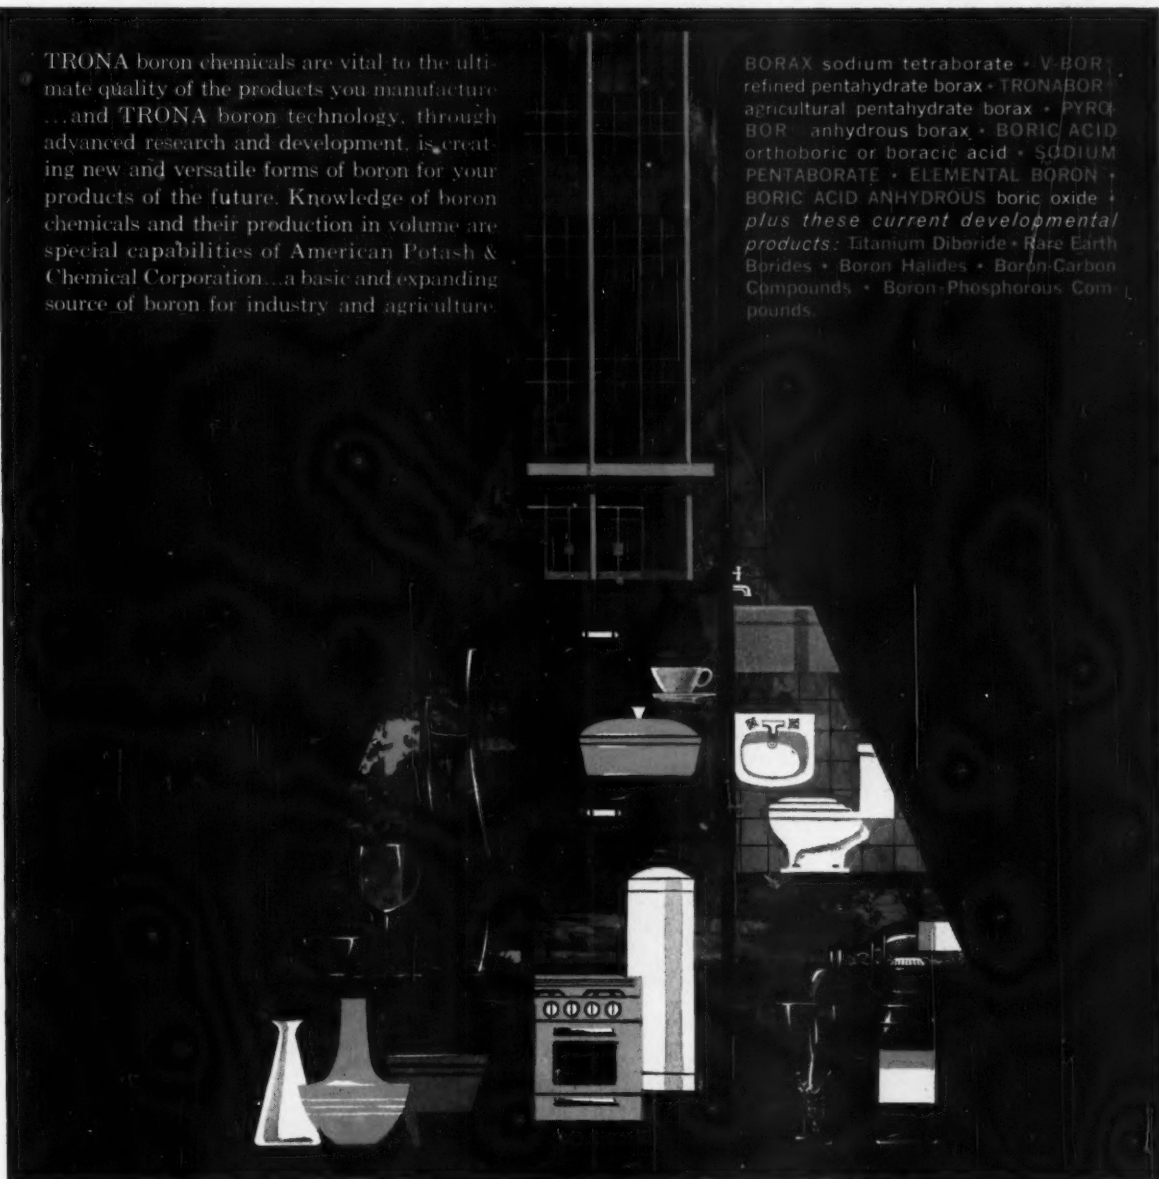 TRONA boron chemicals are vital to the ulti-
mate quality of the products you manufacture
...and TRONA boron technology, through
advanced research and development, is creat-
ing new and versatile forms of boron for your
products of the future. Knowledge of boron
chemicals and their production in volume are
special capabilities of American Potash &
Chemical Corporation...a basic and expanding
source of boron for industry and agriculture.
BORAX sodium tetraborate • V-BOR
refined pentahydrate borax • TRONABOR
agricultural pentahydrate borax • PYRO-
BOR anhydrous borax • BORIC ACID
orthoboric or boracic acid • SODIUM
PENTABORATE • ELEMENTAL BORON •
BORIC ACID ANHYDROUS boric oxide •
plus these current developmental
products: Titanium Diboride • Rare Earth
Borides • Boron Halides • Boron-Carbon
Compounds • Boron-Phosphorous Com-
pounds.